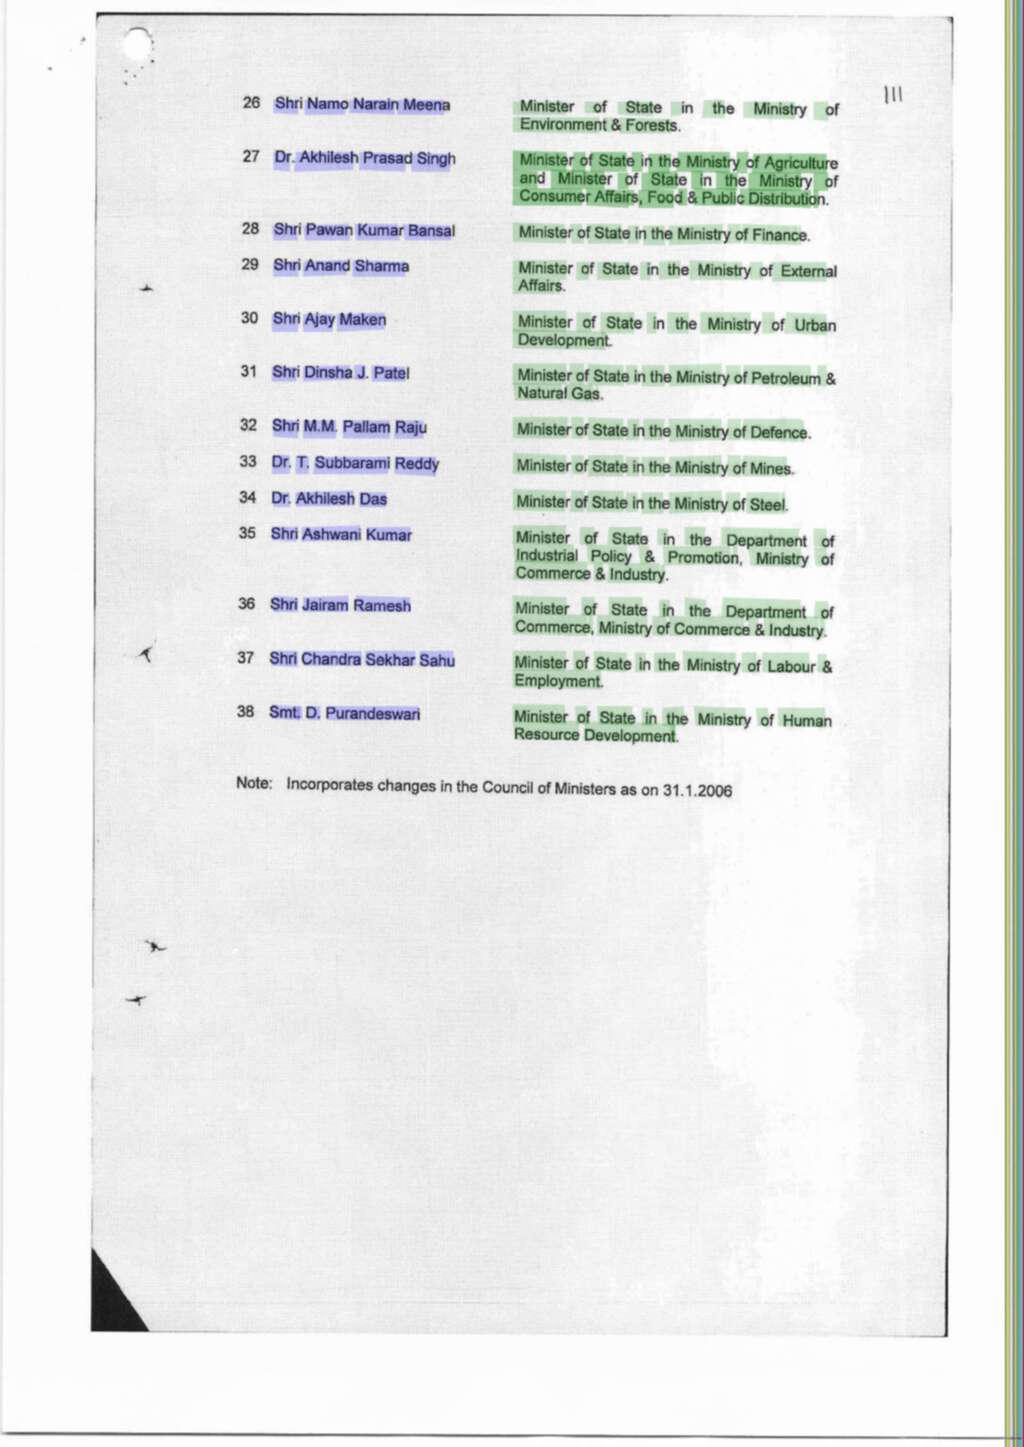 111
26 Shri Namo Narain Meena Minister of State in the Ministry of
Environment & Forests.
27 Dr. Akhilesh Prasad Singh Minister of State in the Ministry of Agriculture
and Minister of State in the Ministry of
Consumer Affairs, Food & Public Distribution.
28 Shri Pawan Kumar Bansal Minister of State in the Ministry of Finance.
29 Shri Anand Sharma Minister of State in the Ministry of External
Affairs.
30 Shri Ajay Maken Minister of State in the Ministry of Urban
Development.
31 Shri Dinsha J. Patel Minister of State in the Ministry of Petroleum &
Natural Gas.
32 Shri M.M. Pallam Raju Minister of State in the Ministry of Defence.
33 Dr. T. Subbarami Reddy Minister of State in the Ministry of Mines.
34 Dr. Akhilesh Das Minister of State in the Ministry of Steel.
35 Shri Ashwani Kumar Minister of State in the Department of
Industrial Policy & Promotion, Ministry of
Commerce & Industry.
36 Shri Jairam Ramesh Minister of State in the Department of
Commerce, Ministry of Commerce & Industry.
37 Shri Chandra Sekhar Sahu Minister of State in the Ministry of Labour &
Employment.
38 Smt. D. Purandeswari Minister of State in the Ministry of Human
Resource Development.
Note: Incorporates changes in the Council of Ministers as on 31.1.2006